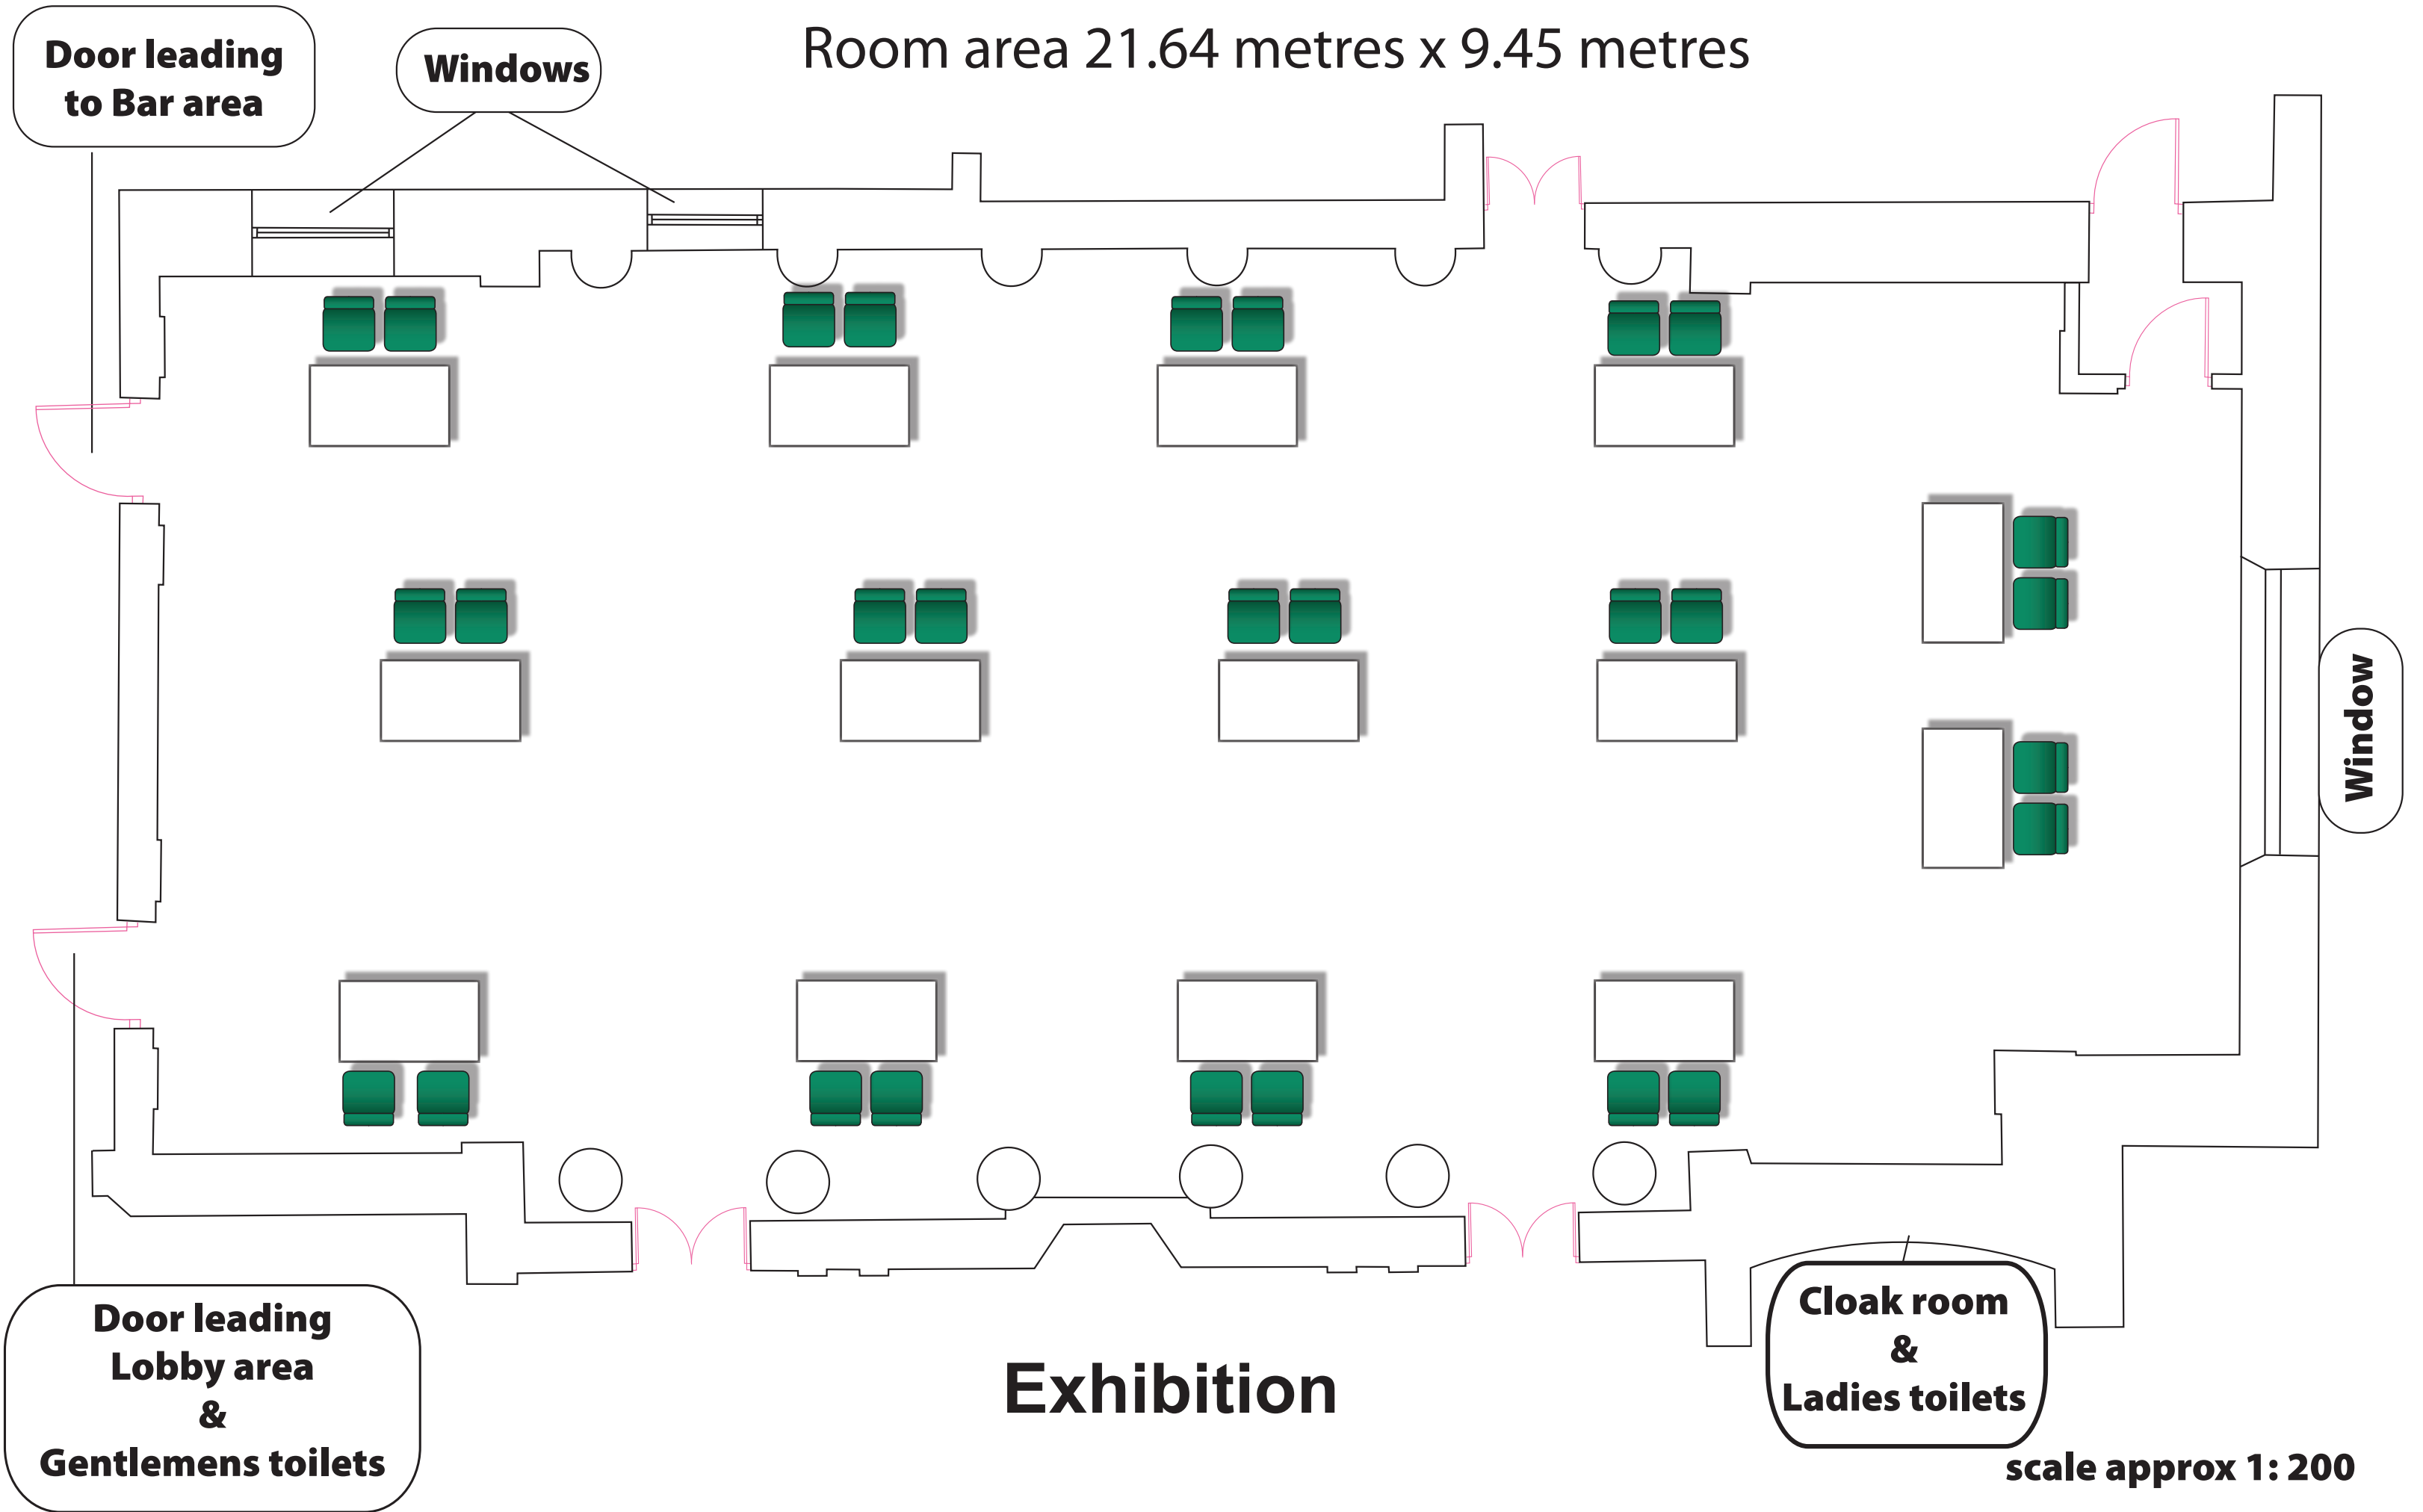 Room area 21.64 metres x 9.45 metres
Door leading
to Bar area
Windows
Window
Door leading
Lobby area
&
Gentlemens toilets
Exhibition
Cloak room
&
Ladies toilets
scale approx 1: 200